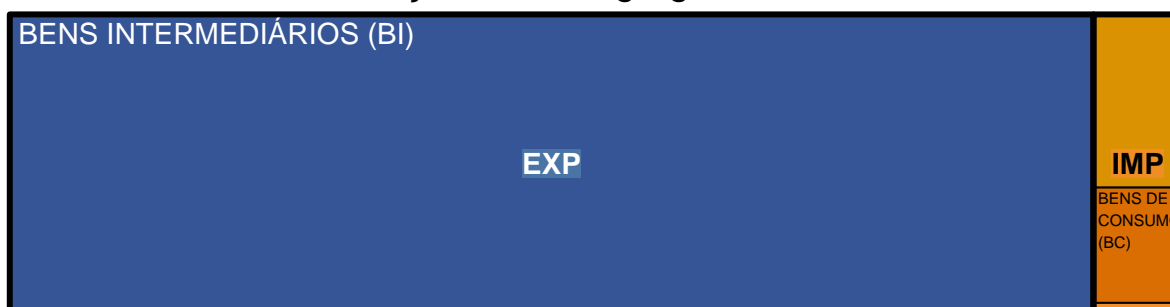 BENS INTERMEDIÁRIOS (BI)
EXP
IMP
BENS DE
(BC)